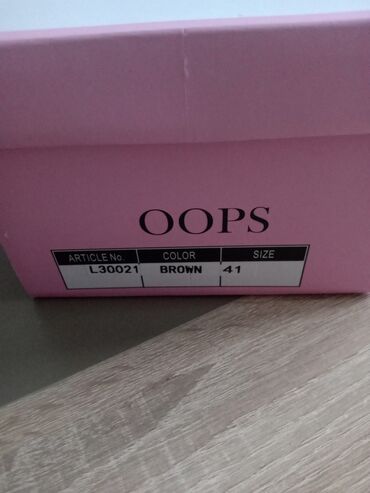 OOPS
ARTICLE No. COLOR SIZE
L30021 BROWN 41